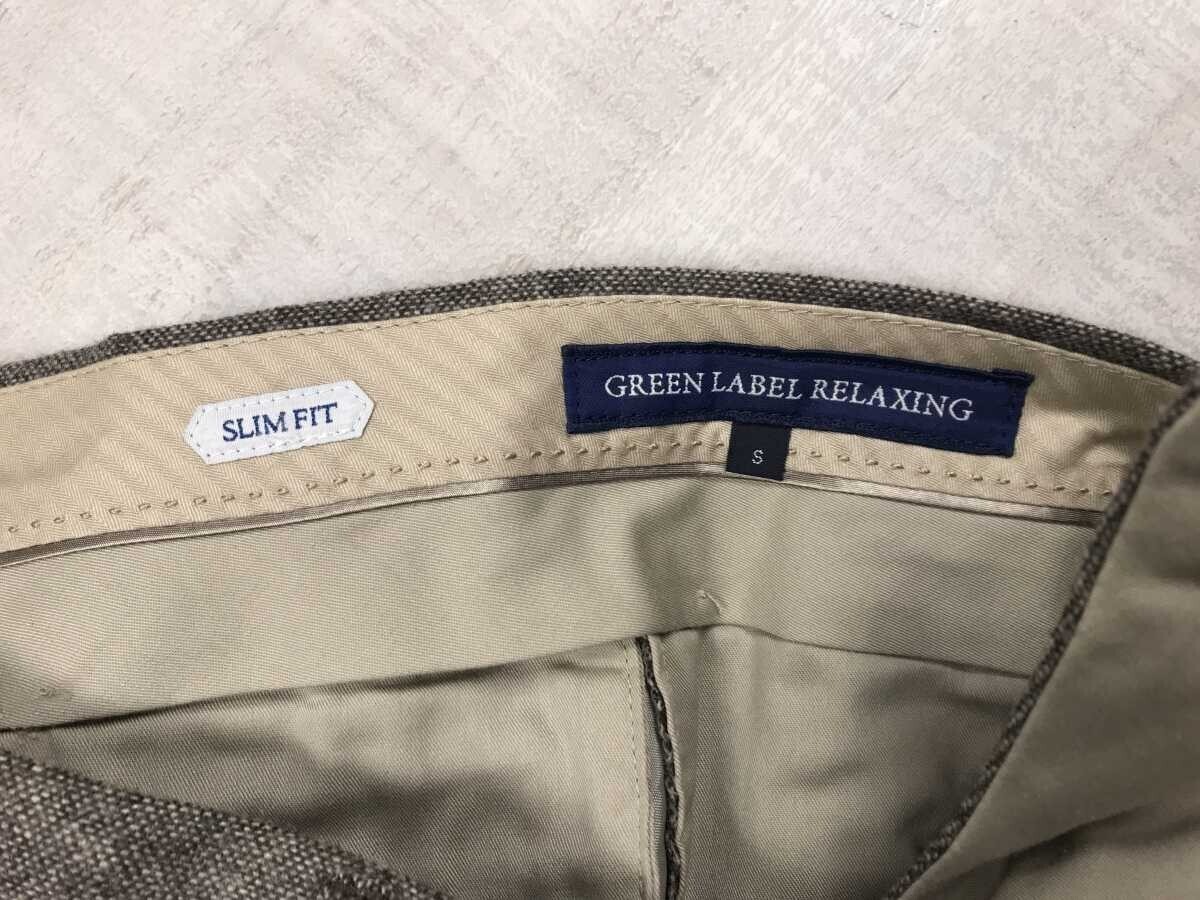 SLIM FIT
GREEN LABEL RELAXING
S